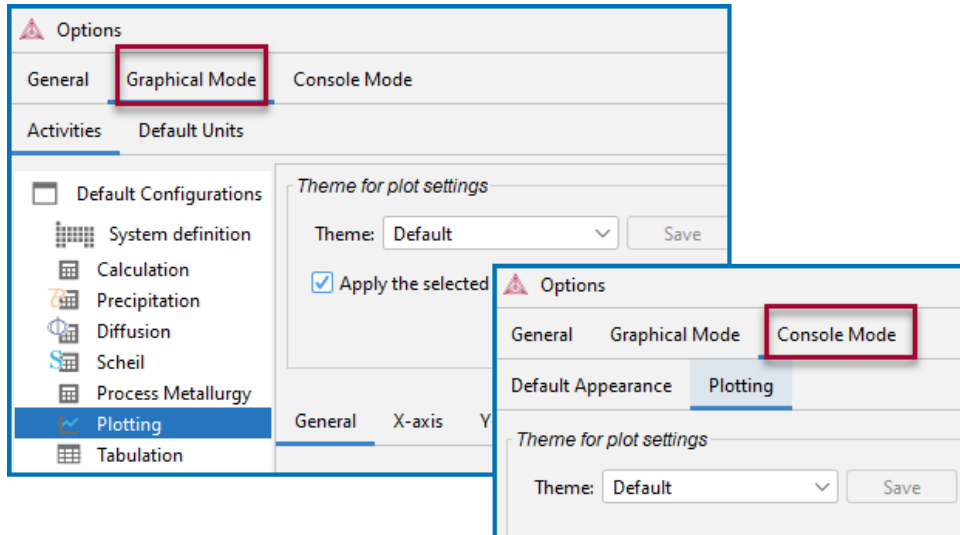 Options
General Graphical Mode Console Mode
Activities Default Units
Default Configurations
System definition
Calculation
Precipitation
Diffusion
Scheil
Process Metallurgy
Plotting
Tabulation
Theme for plot settings
Theme: Default Save
Apply the selected
General X-axis Y
Options
General Graphical Mode Console Mode
Default Appearance Plotting
Theme for plot settings
Theme: Default Save